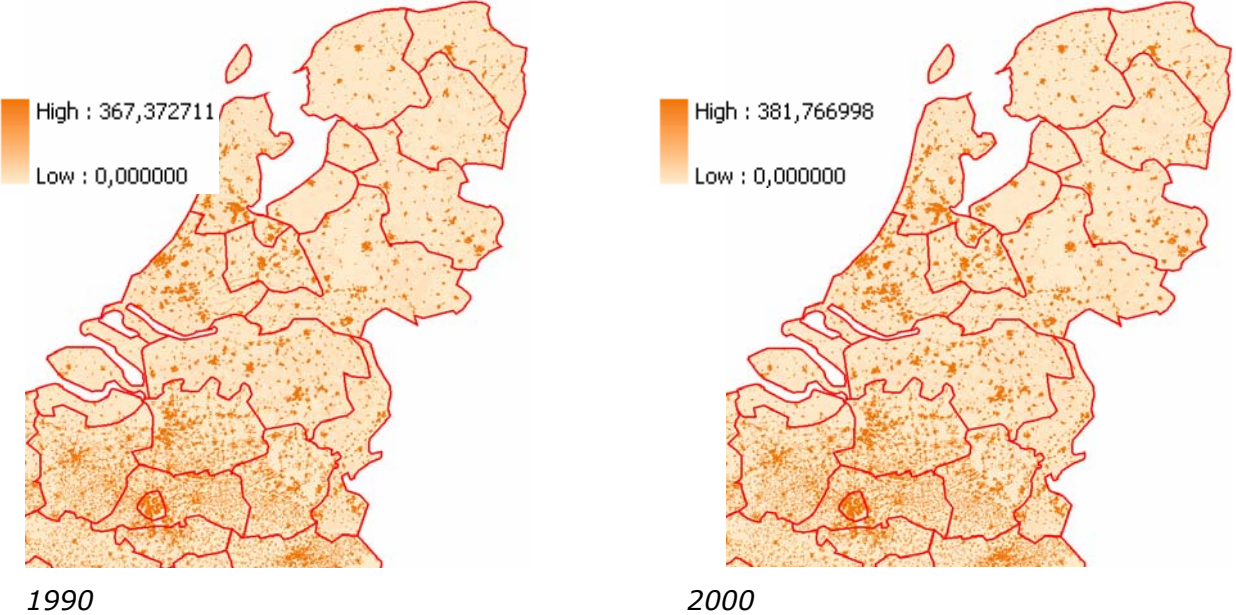 High : 367,372711
Low : 0,000000
High : 381,766998
Low : 0,000000
1990
2000